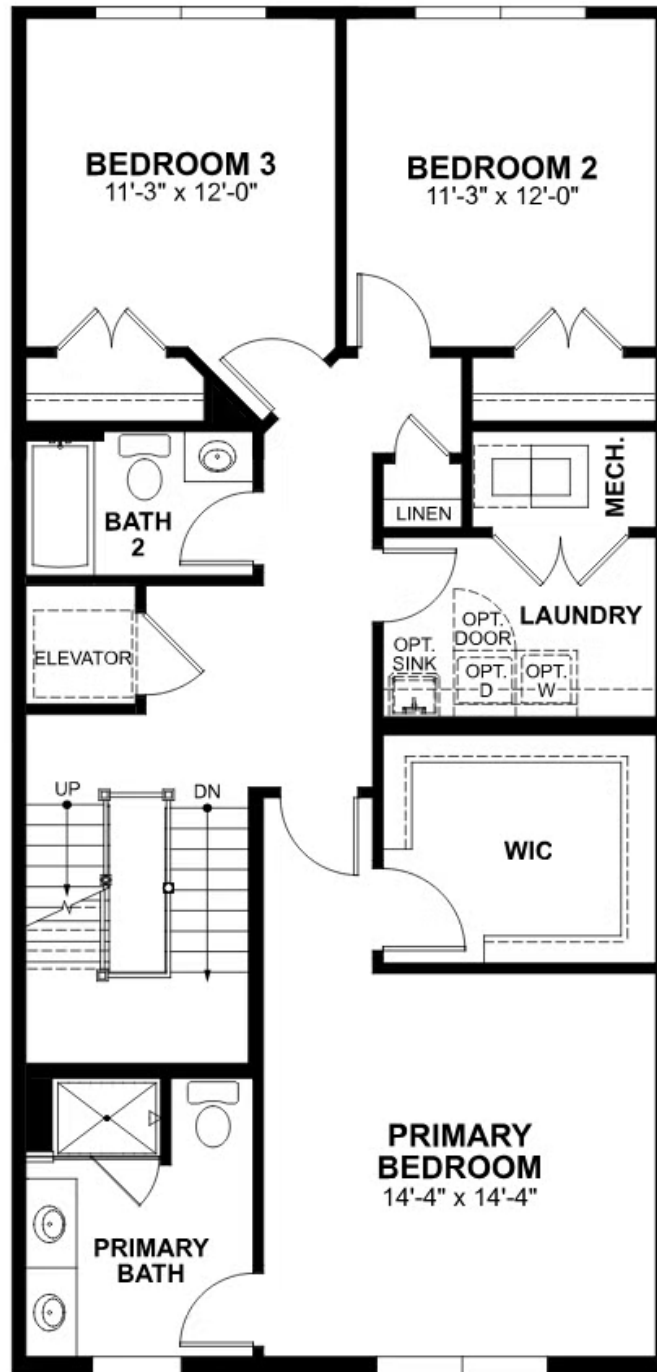 BEDROOM 3
11'-3" x 12'-0"
BEDROOM 2
11'-3" x 12'-0"
MECH.
BATH
2
LINEN
LAUNDRY
OPT.
DOOR
OPT.
SINK
OPT.
D
OPT.
W
ELEVATOR
UP
DN
WIC
PRIMARY
BEDROOM
14'-4" x 14'-4"
PRIMARY
BATH